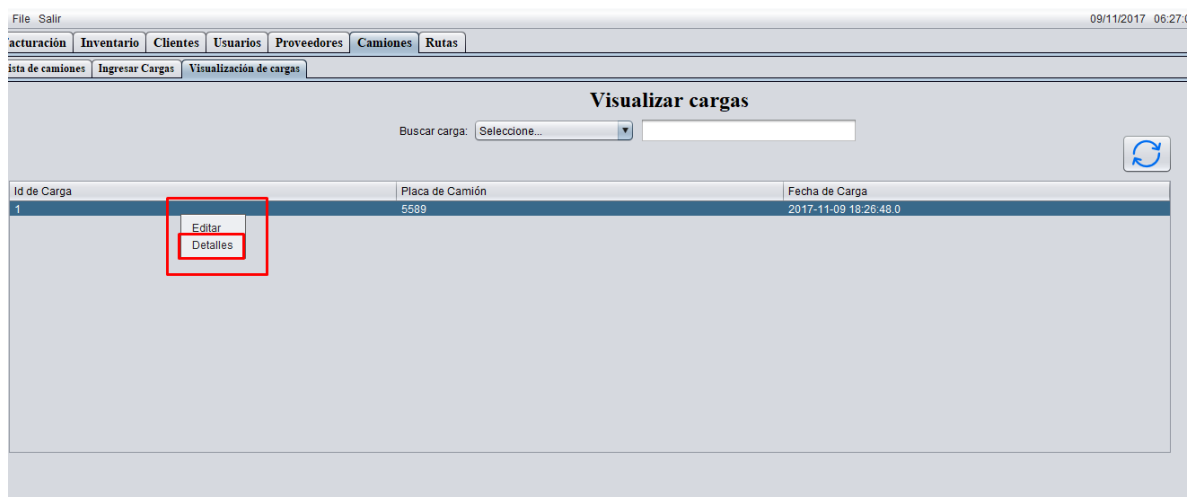 File Salir 09/11/2017 06:27:0
acturación Inventario Clientes Usuarios Proveedores Camiones Rutas
ista de camiones Ingresar Cargas Visualización de cargas
Visualizar cargas
Buscar carga: Seleccione...
Id de Carga Placa de Camión Fecha de Carga
1 5589 2017-11-09 18:26:48.0
Editar
Detalles